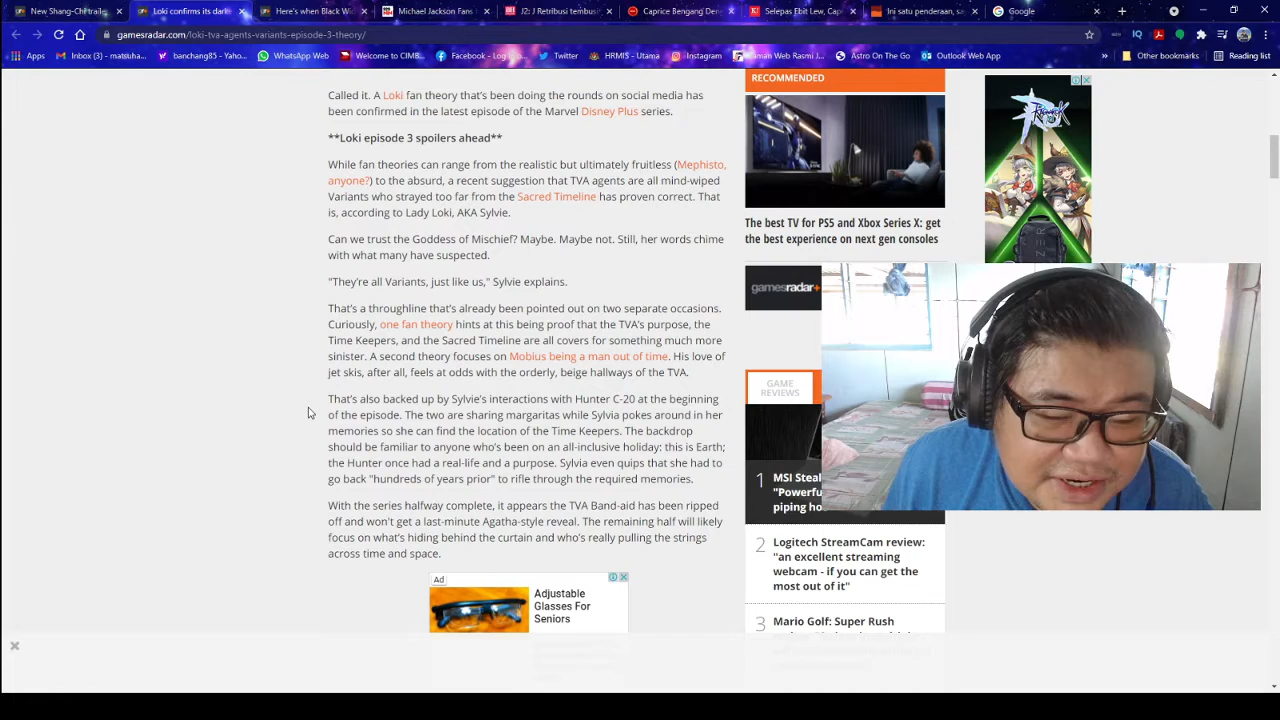 New Shang-Chi traile
Loki confirms its dark
Here's when Black Wid
Michael Jackson Fans
J2: J Retribusi tembus
Caprice Bengang Den
Selepas Ebit Lew, Cap
Ini satu penderaan, sa
Google
gamesradar.com/loki-tva-agents-variants-episode-3-theory/
Apps
Inbox (3) - matsuha...
banchang8 - Yaho...
WhatsApp Web
Welcome to CIMB...
Facebook – Log Ma...
Twitter
HRMIS - Utama
Instagram
Laman Web Rasmi J...
Astro On The Go
Outlook Web App
Other bookmarks
Reading list
Called it. A Loki fan theory that's been doing the rounds on social media has
been confirmed in the latest episode of the Marvel Disney Plus series.
**Loki episode 3 spoilers ahead**
While fan theories can range from the realistic but ultimately fruitless (Mephisto,
anyone?) to the absurd, a recent suggestion that TVA agents are all mind-wiped
Variants who strayed too far from the Sacred Timeline has proven correct. That
is, according to Lady Loki, AKA Sylvie.
Can we trust the Goddess of Mischief? Maybe. Maybe not. Still, her words chime
with what many have suspected.
"They're all Variants, just like us," Sylvie explains.
That's a throughline that's already been pointed out on two separate occasions.
Curiously, one fan theory hints at this being proof that the TVA's purpose, the
Time Keepers, and the Sacred Timeline are all covers for something much more
sinister. A second theory focuses on Mobius being a man out of time. His love of
jet skis, after all, feels at odds with the orderly, beige hallways of the TVA.
That's also backed up by Sylvie's interactions with Hunter C-20 at the beginning
of the episode. The two are sharing margaritas while Sylvia pokes around in her
memories so she can find the location of the Time Keepers. The backdrop
should be familiar to anyone who's been on an all-inclusive holiday: this is Earth;
the Hunter once had a real-life and a purpose. Sylvia even quips that she had to
go back "hundreds of years prior" to rifle through the required memories.
With the series halfway complete, it appears the TVA Band-aid has been ripped
off and won't get a last-minute Agatha-style reveal. The remaining half will likely
focus on what's hiding behind the curtain and who's really pulling the strings
across time and space.
Ad
Adjustable
Glasses For
Seniors
RECOMMENDED
The best TV for PS5 and Xbox Series X: get
the best experience on next gen consoles
gamesradar+
GAME
REVIEWS
1
MSI Steal
"Powerfu
piping ho
2
Logitech StreamCam review:
"an excellent streaming
webcam - if you can get the
most out of it"
3
Mario Golf: Super Rush